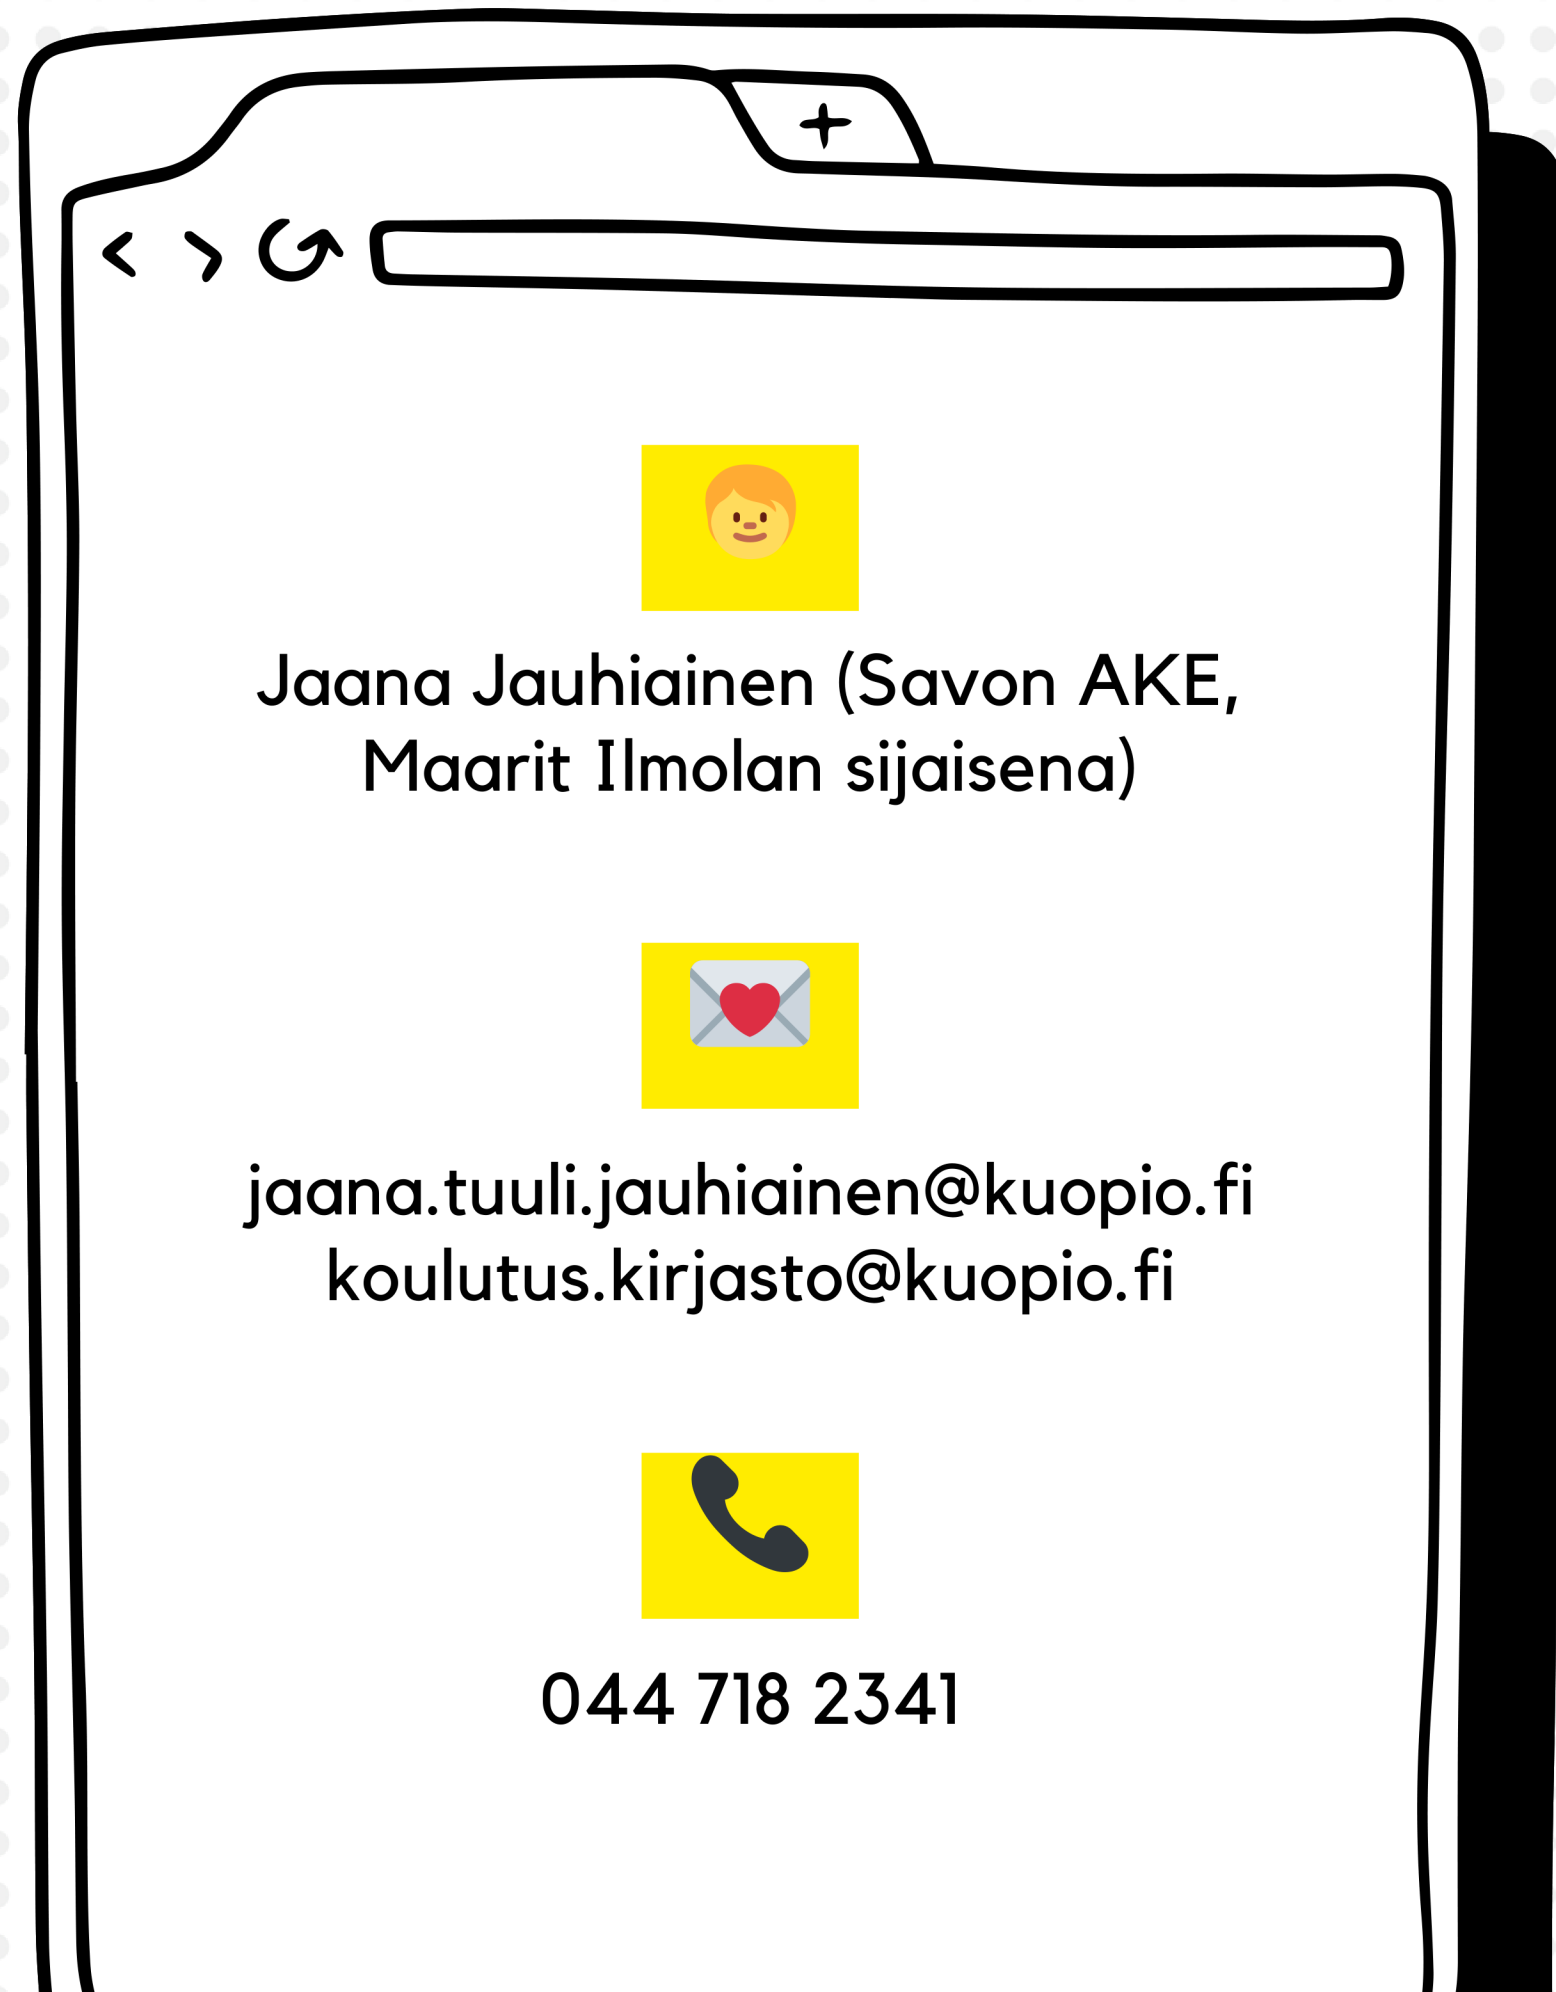 Jaana Jauhiainen (Savon AKE,
Maarit Ilmolan sijaisena)
jaana.tuuli.jauhiainen@kuopio.fi
koulutus.kirjasto@kuopio.fi
044 718 2341